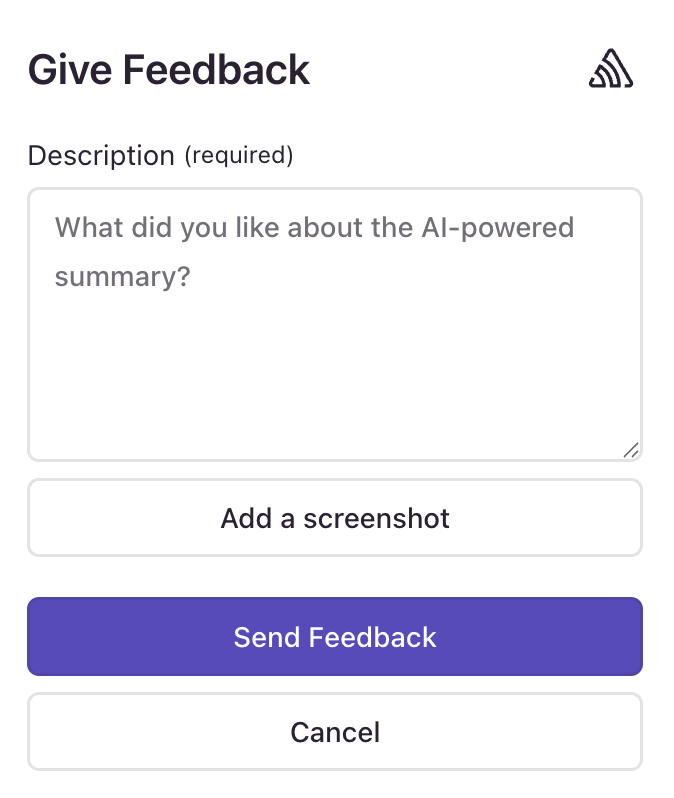 Give Feedback
Description (required)
What did you like about the AI-powered
summary?
Add a screenshot
Send Feedback
Cancel